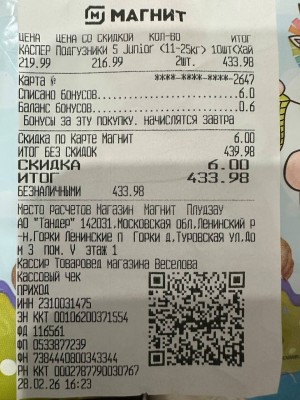 МАГНИТ
ЦЕНА ЦЕНА СО СКИДКОЙ КОЛ-ВО ИТОГ
КАСПЕР Подгузники 5 Junior (11-25кг) 10штXай
219.99 216.99 2шт. 433.98
Карта № ****-****-****-2647
Списано бонусов 6.0
Баланс бонусов 0.6
Бонусы за эту покупку. начислятся завтра
Скидка по Карте Магнит 6.00
ИТОГ БЕЗ СКИДОК 439.98
СКИДКА 6.00
ИТОГ 433.98
БЕЗНАЛИЧНЫМИ 433.98
Место расчетов Магазин Магнит Плудзау
АО "Тандер" 142031,Московская обл,Ленинский р
-н,Горки Ленинские п Горки д,Туровская ул,До
м 3 пом. V этаж 1
Кассир Товаровед магазина Веселова
Кассовый чек
ПРИХОД
ИНН 2310031475
ЗН ККТ 00106200371554
ФД 116561
ФП 0533877239
ФН 7384440800343344
РН ККТ 0002787790030767
28.02.26 16:23